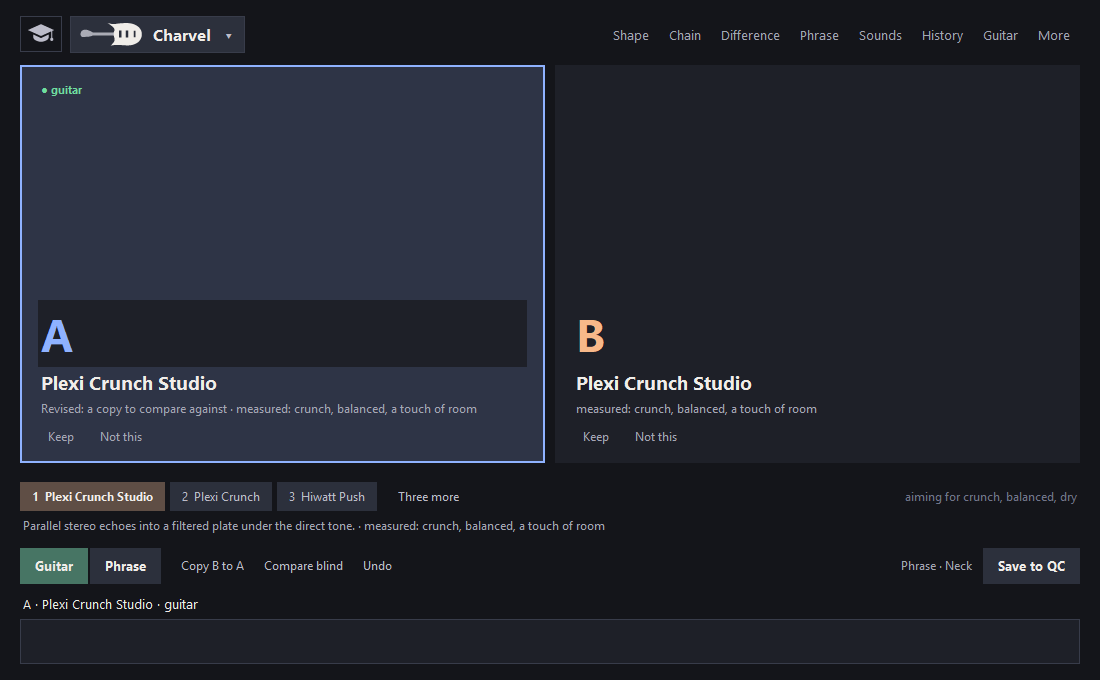 Charvel ▾ Shape Chain Difference Phrase Sounds History Guitar More
• guitar
A
Plexi Crunch Studio
Revised: a copy to compare against · measured: crunch, balanced, a touch of room
Keep Not this
B
Plexi Crunch Studio
measured: crunch, balanced, a touch of room
Keep Not this
1 Plexi Crunch Studio 2 Plexi Crunch 3 Hiwatt Push Three more aiming for crunch, balanced, dry
Parallel stereo echoes into a filtered plate under the direct tone. · measured: crunch, balanced, a touch of room
Guitar Phrase Copy B to A Compare blind Undo Phrase · Neck Save to QC
A · Plexi Crunch Studio · guitar